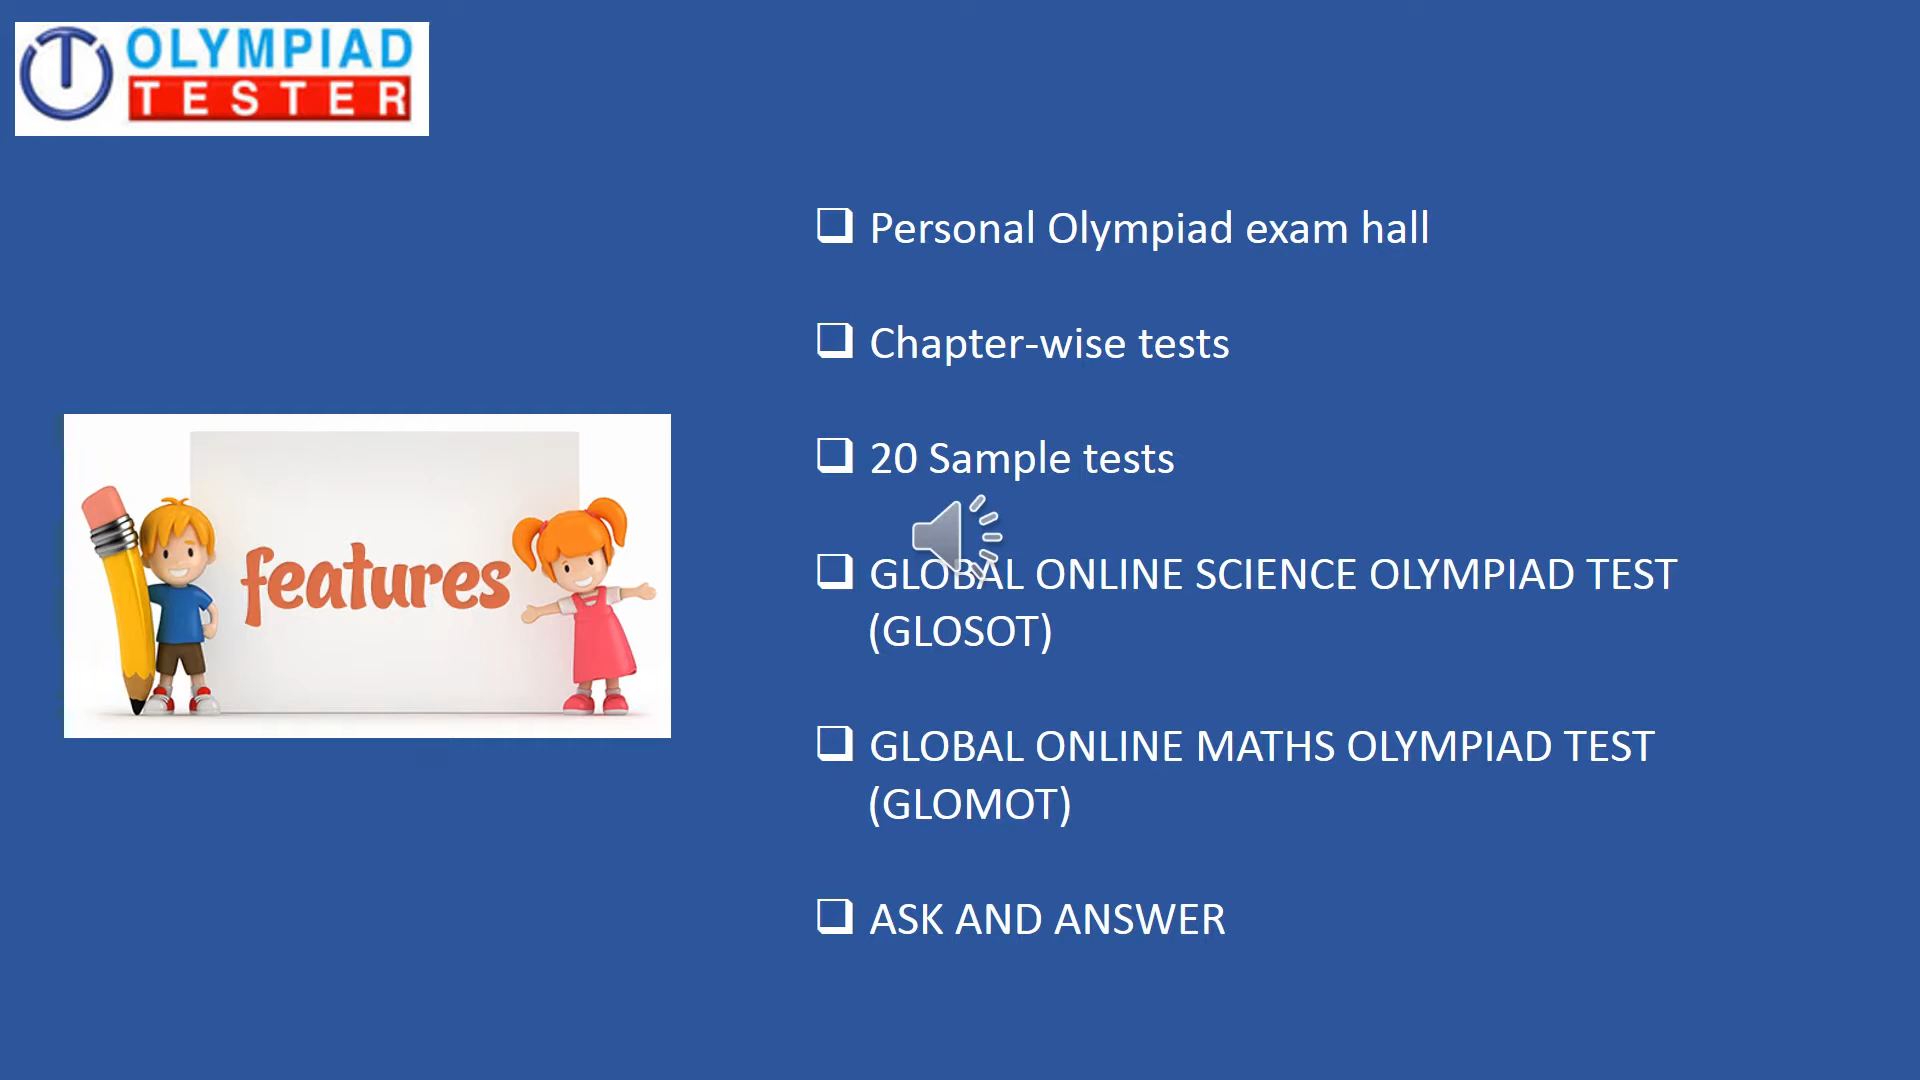 OLYMPIAD
TESTER
Personal Olympiad exam hall
Chapter-wise tests
20 Sample tests
features
GLOBAL ONLINE SCIENCE OLYMPIAD TEST
(GLOSOT)
GLOBAL ONLINE MATHS OLYMPIAD TEST
(GLOMOT)
ASK AND ANSWER